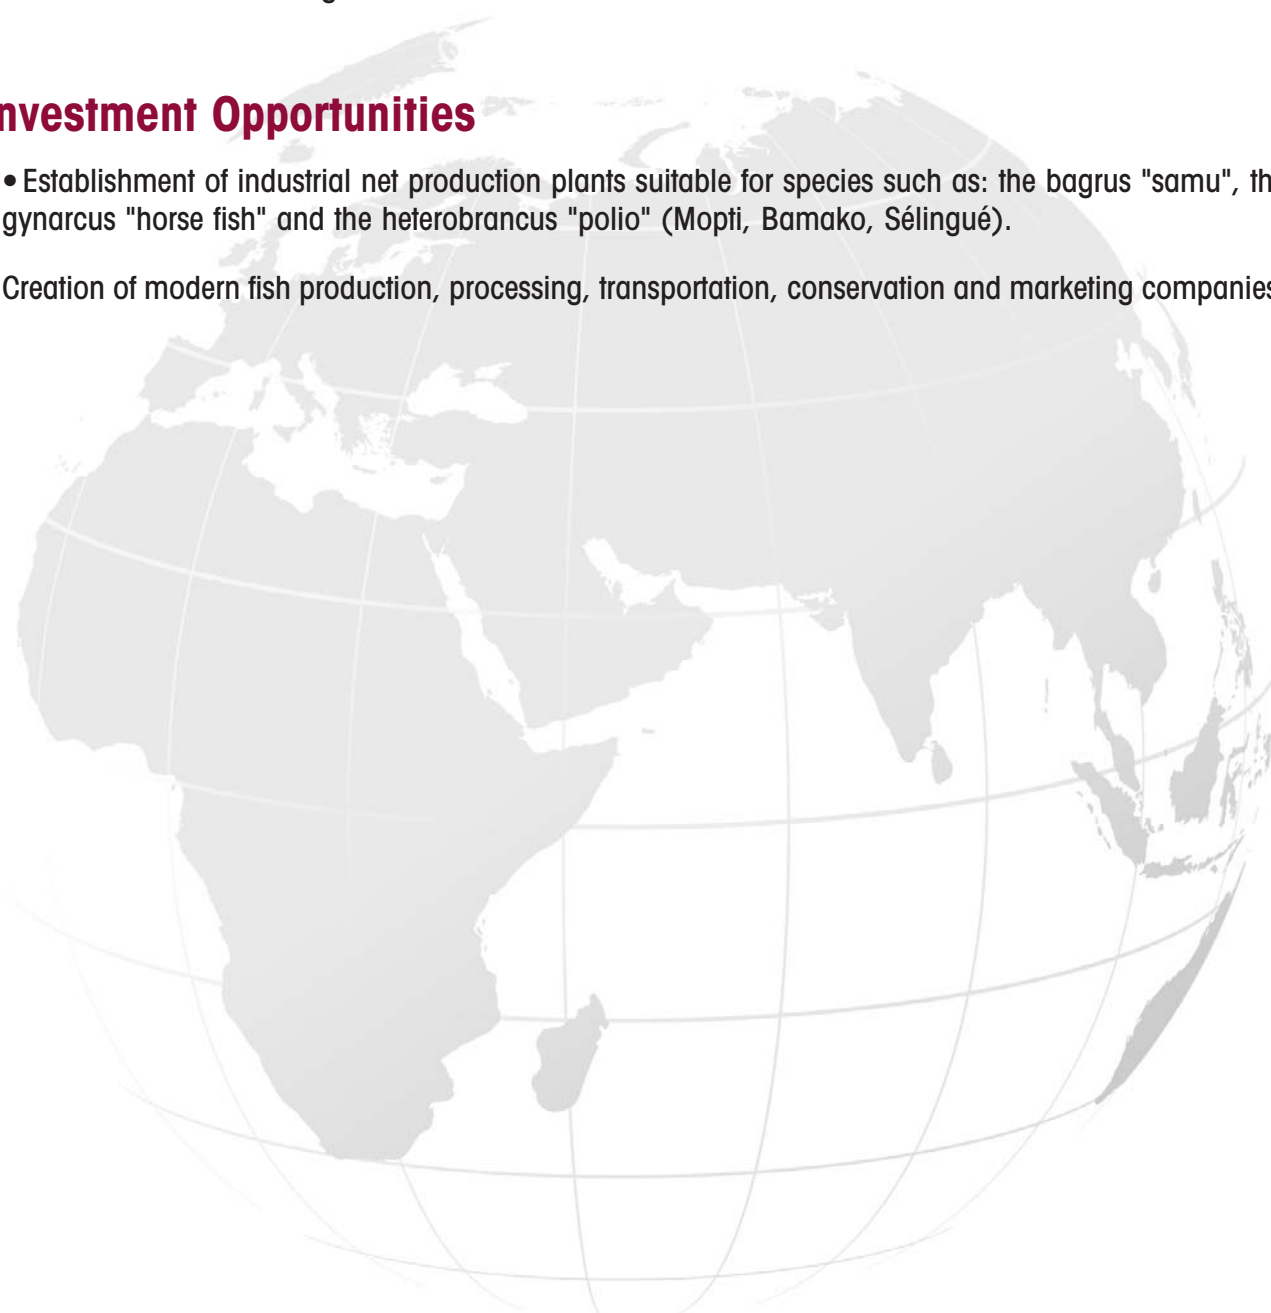 nvestment Opportunities
• Establishment of industrial net production plants suitable for species such as: the bagrus "samu", th
gynarcus "horse fish" and the heterobrancus "polio" (Mopti, Bamako, Sélingué).
Creation of modern fish production, processing, transportation, conservation and marketing companies